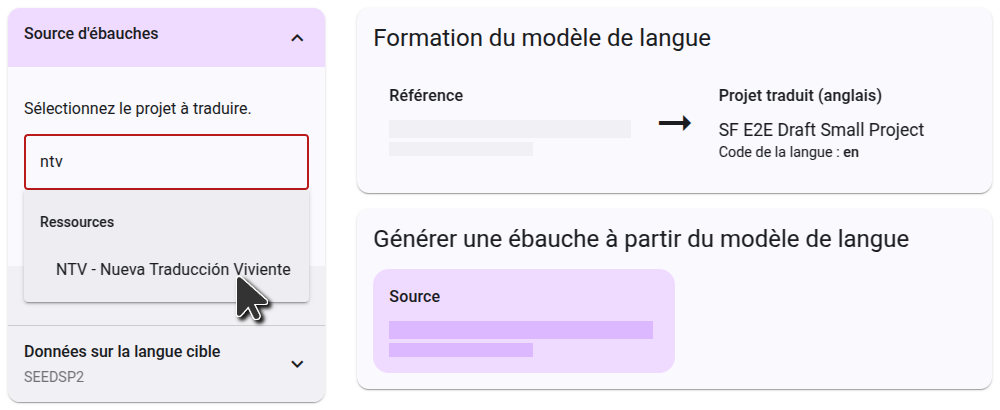 Source d'ébauches
Sélectionnez le projet à traduire.
ntv
Ressources
NTV - Nueva Traducción Viviente
Données sur la langue cible
SEEDSP2
Formation du modèle de langue
Référence
Projet traduit (anglais)
SF E2E Draft Small Project
Code de la langue : en
Générer une ébauche à partir du modèle de langue
Source